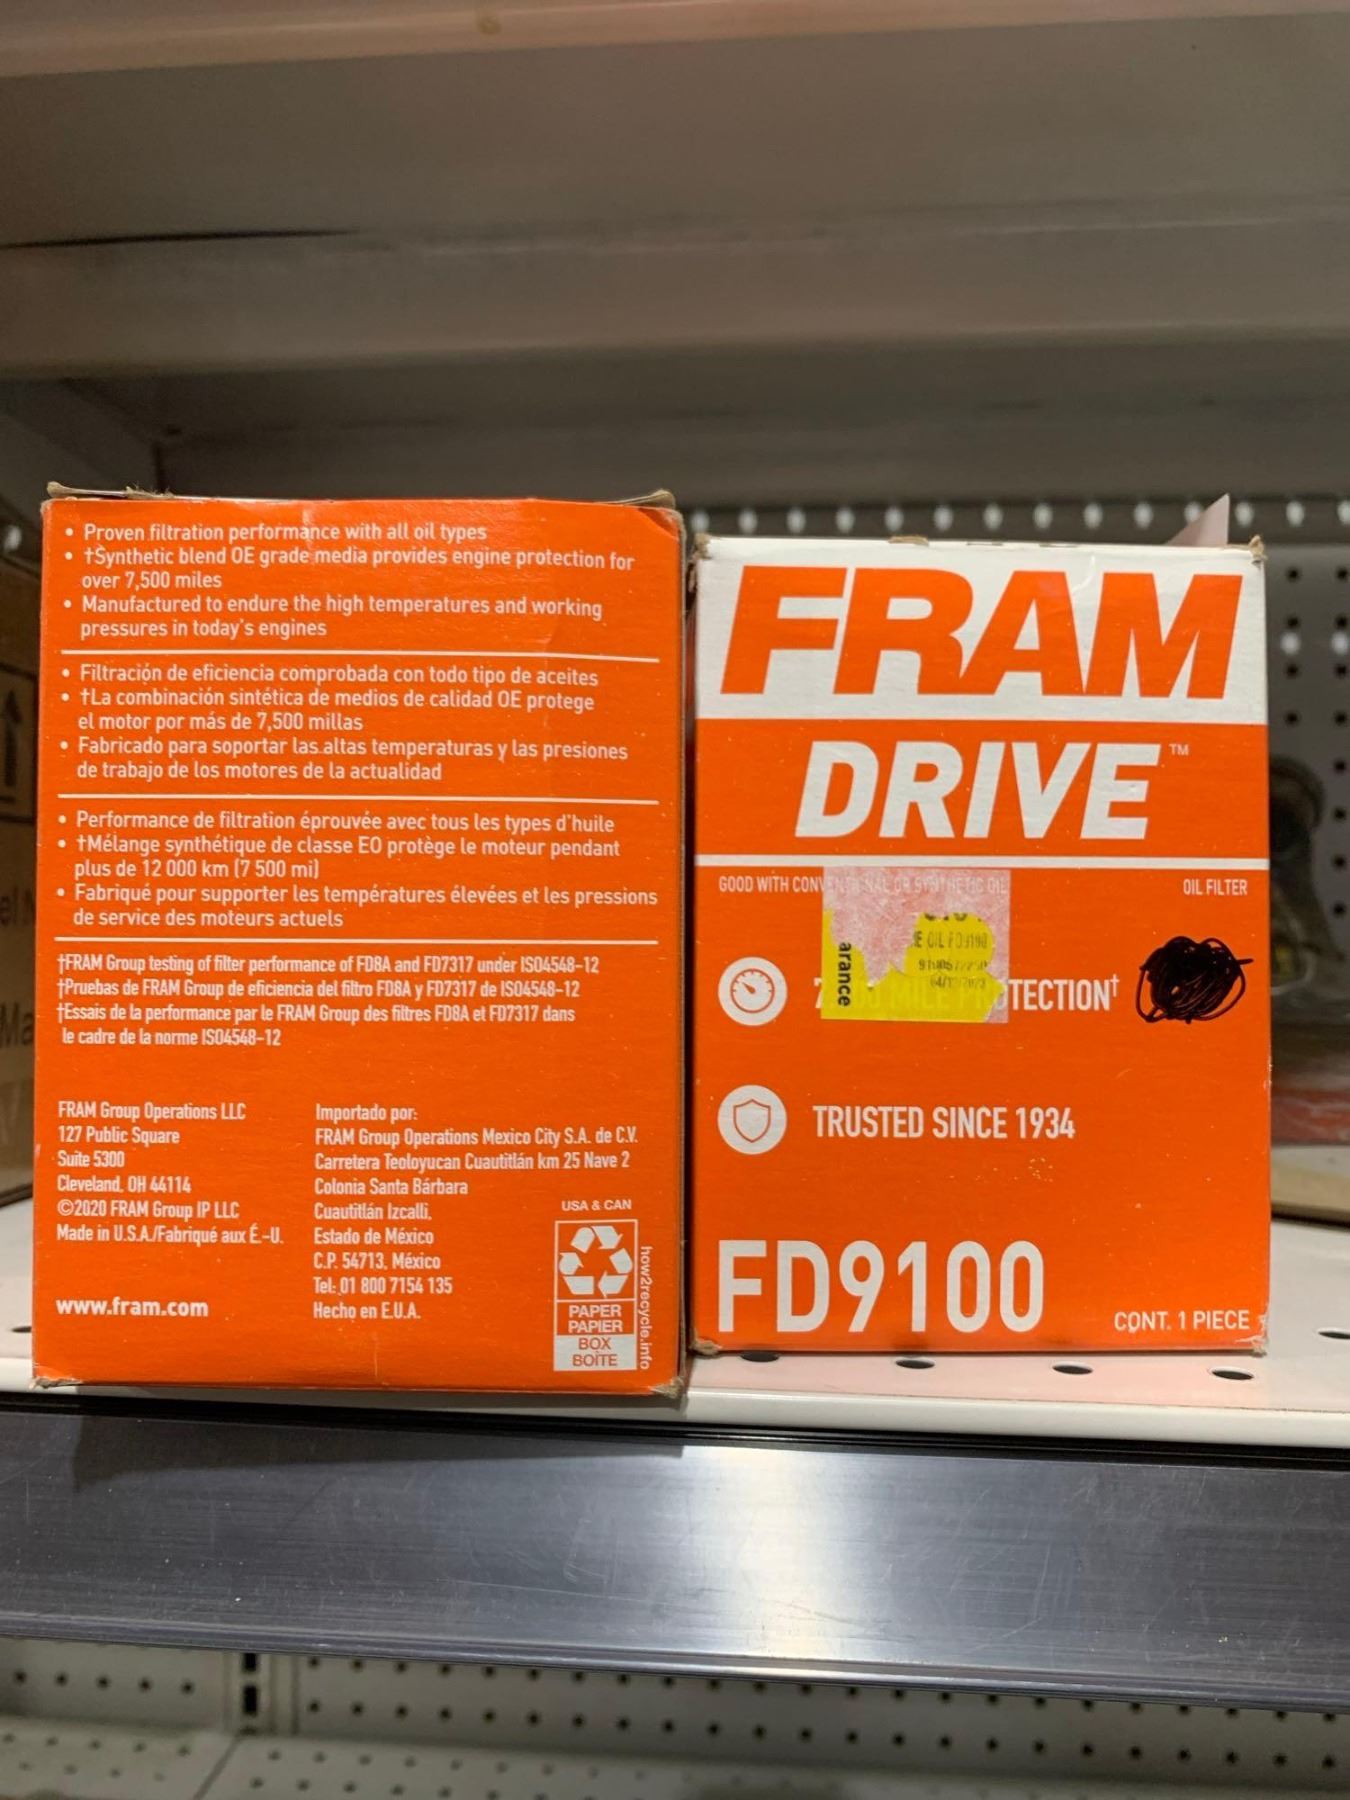 • Proven filtration performance with all oil types
• †Synthetic blend OE grade media provides engine protection for
over 7,500 miles
• Manufactured to endure the high temperatures and working
pressures in today's engines
• Filtración de eficiencia comprobada con todo tipo de aceites
• †La combinación sintética de medios de calidad OE protege
el motor por más de 7,500 millas
• Fabricado para soportar las altas temperaturas y las presiones
de trabajo de los motores de la actualidad
• Performance de filtration éprouvée avec tous les types d'huile
• †Mélange synthétique de classe EO protège le moteur pendant
plus de 12 000 km (7 500 mi)
• Fabriqué pour supporter les températures élevées et les pressions
de service des moteurs actuels
†FRAM Group testing of filter performance of FD8A and FD7317 under ISO4548-12
†Pruebas de FRAM Group de eficiencia del filtro FD8A y FD7317 de ISO4548-12
†Essais de la performance par le FRAM Group des filtres FD8A et FD7317 dans
le cadre de la norme ISO4548-12
FRAM Group Operations LLC
127 Public Square
Suite 5300
Cleveland, OH 44114
©2020 FRAM Group IP LLC
Made in U.S.A./Fabriqué aux É.-U.
www.fram.com
Importado por:
FRAM Group Operations Mexico City S.A. de C.V.
Carretera Teoloyucan Cuautitlán km 25 Nave 2
Colonia Santa Bárbara
Cuautitlán Izcalli,
Estado de México
C.P. 54713, México
Tel: 01 800 7154 135
Hecho en E.U.A.
USA & CAN
PAPER
PAPIER
BOX
BOÎTE
how2recycle.info
FRAM
DRIVE™
GOOD WITH CONVENTIONAL OR SYNTHETIC OIL
OIL FILTER
arance
OIL FD9100
MILE PROTECTION†
TRUSTED SINCE 1934
FD9100
CONT. 1 PIECE